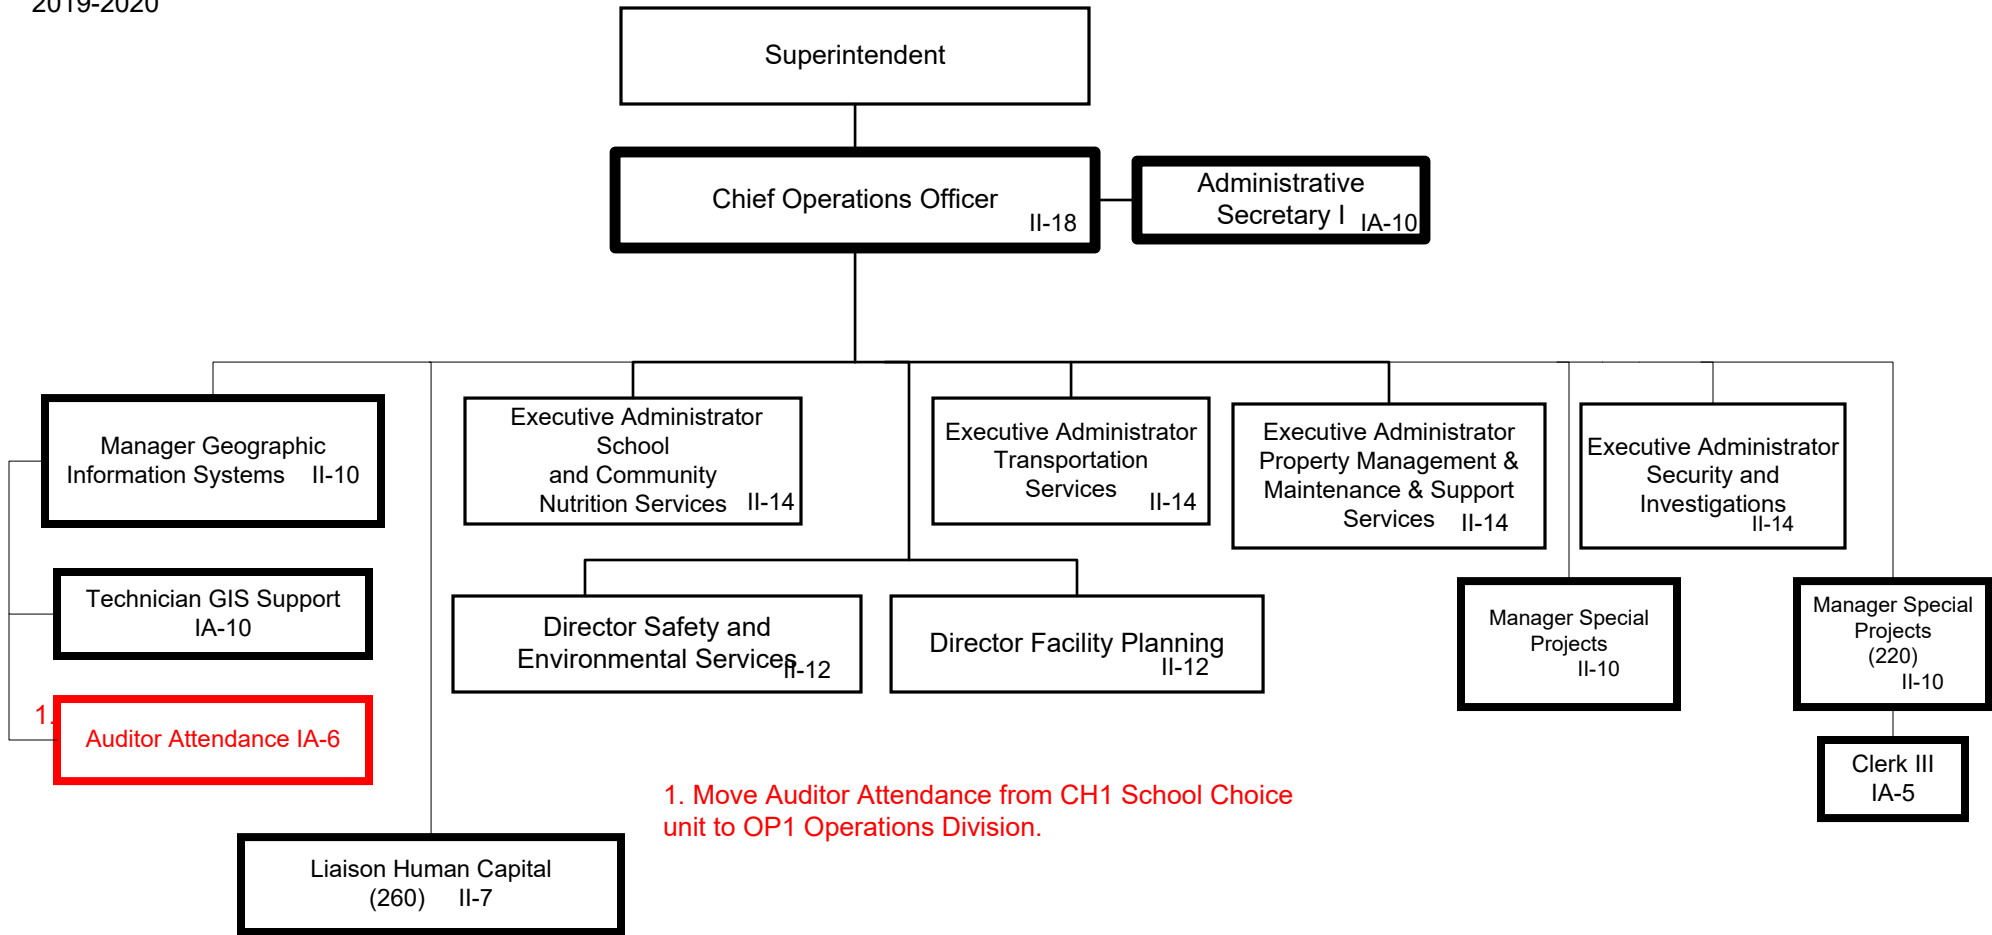 2019-2020
Superintendent
Chief Operations Officer
II-18
Administrative
Secretary I IA-10
Manager Geographic
Information Systems II-10
Executive Administrator
School
and Community
Nutrition Services II-14
Executive Administrator
Transportation
Services
II-14
Executive Administrator
Property Management &
Maintenance & Support
Services II-14
Executive Administrator
Security and
Investigations
II-14
Technician GIS Support
IA-10
Director Safety and
Environmental Services
II-12
Director Facility Planning
II-12
Manager Special
Projects
II-10
Manager Special
Projects
(220)
II-10
1.
Auditor Attendance IA-6
Clerk III
IA-5
1. Move Auditor Attendance from CH1 School Choice
unit to OP1 Operations Division.
Liaison Human Capital
(260) II-7